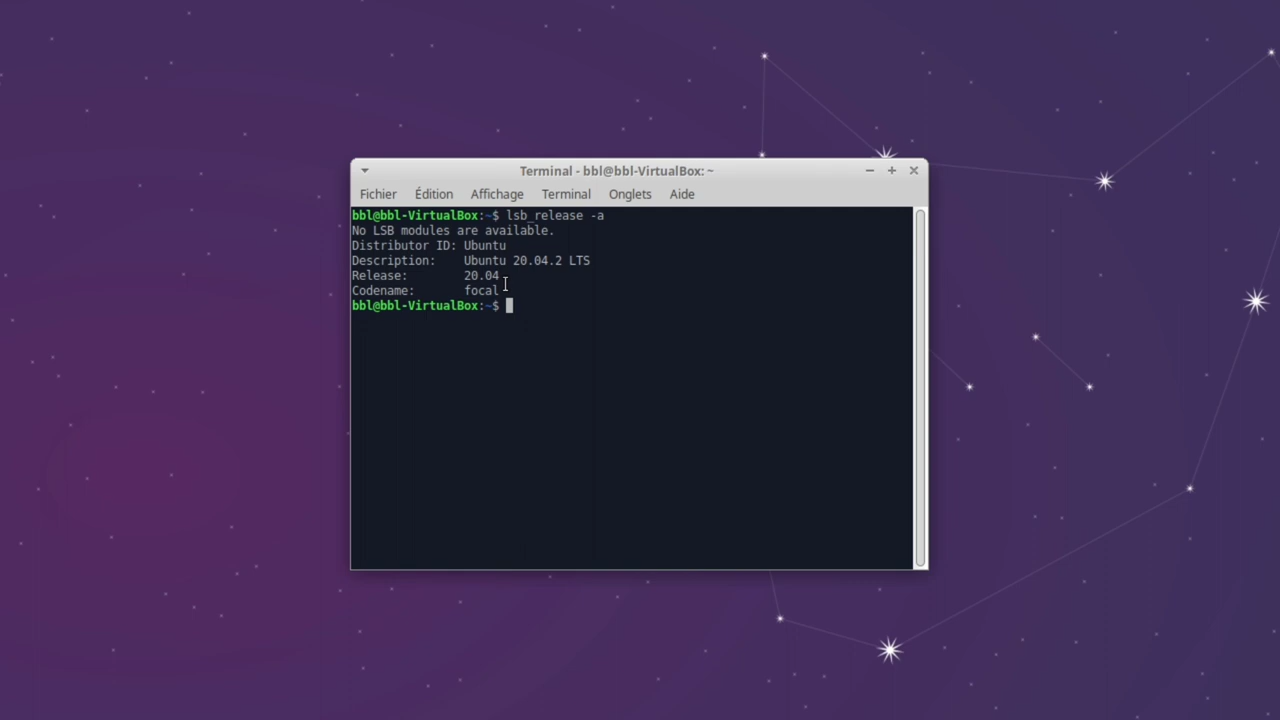 Terminal - bbl@bbl-VirtualBox: ~
Fichier Édition Affichage Terminal Onglets Aide
bbl@bbl-VirtualBox:~$ lsb_release -a
No LSB modules are available.
Distributor ID: Ubuntu
Description:    Ubuntu 20.04.2 LTS
Release:        20.04
Codename:       focal
bbl@bbl-VirtualBox:~$